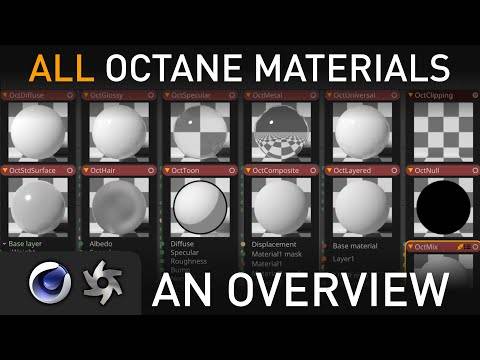 ALL OCTANE MATERIALS
OctDiffuse OctGlossy OctSpecular OctMetal OctUniversal OctClipping
OctStdSurface OctHair OctToon OctComposite OctLayered OctNull
OctMix
Base layer Albedo Diffuse Displacement Base material
Specular Material1 mask Layer1
Roughness Material1
AN OVERVIEW